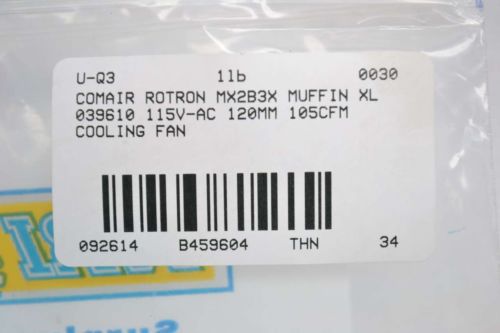 U-Q3 1lb 0030
COMAIR ROTRON MX2B3X MUFFIN XL
039610 115V-AC 120MM 105CFM
COOLING FAN
092614 B459604 THN 34